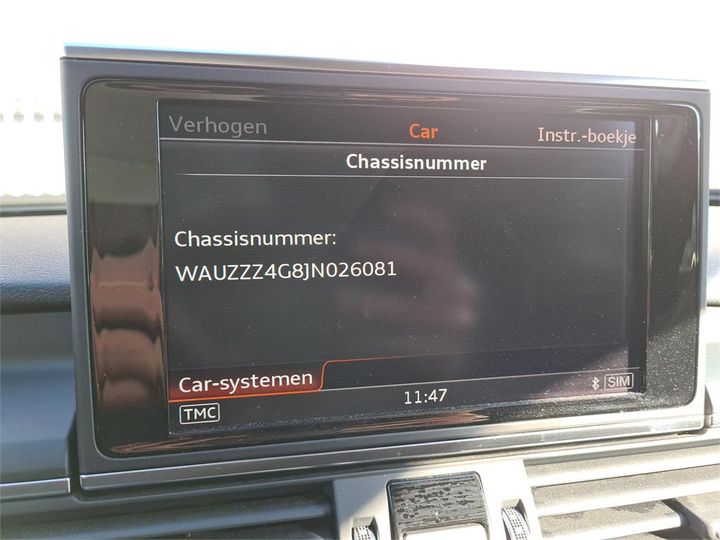 Verhogen Car Instr.-boekje
Chassisnummer
Chassisnummer:
WAUZZZ4G8JN026081
Car-systemen
TMC 11:47 SIM